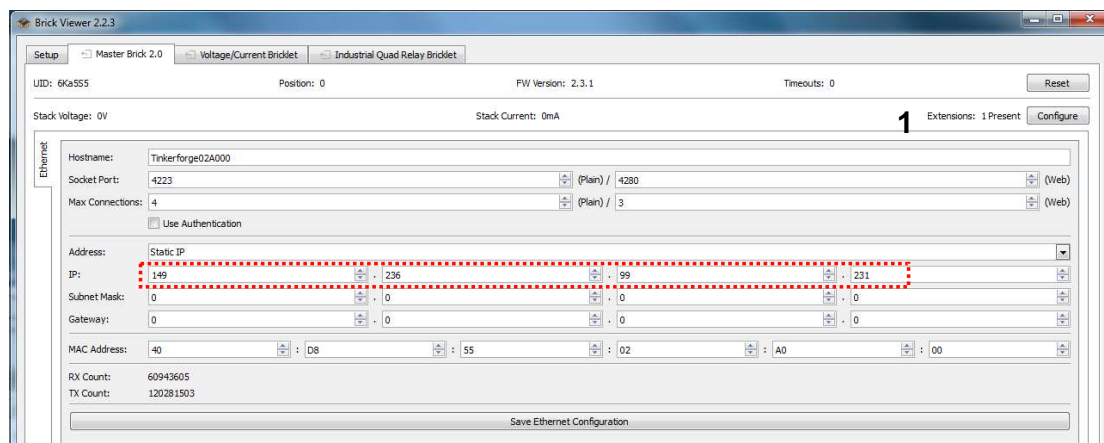 Brick Viewer 2.2.3
Setup Master Brick 2.0 Voltage/Current Bricklet Industrial Quad Relay Bricklet
UID: 6Ka5S5 Position: 0 FW Version: 2.3.1 Timeouts: 0 Reset
Stack Voltage: 0V Stack Current: 0mA 1 Extensions: 1 Present Configure
Ethernet
Hostname: Tinkerforge02A000
Socket Port: 4223 (Plain) / 4280 (Web)
Max Connections: 4 (Plain) / 3 (Web)
Use Authentication
Address: Static IP
IP: 149 . 236 . 99 . 231
Subnet Mask: 0 . 0 . 0 . 0
Gateway: 0 . 0 . 0 . 0
MAC Address: 40 : D8 : 55 : 02 : A0 : 00
RX Count: 60943605
TX Count: 120281503
Save Ethernet Configuration